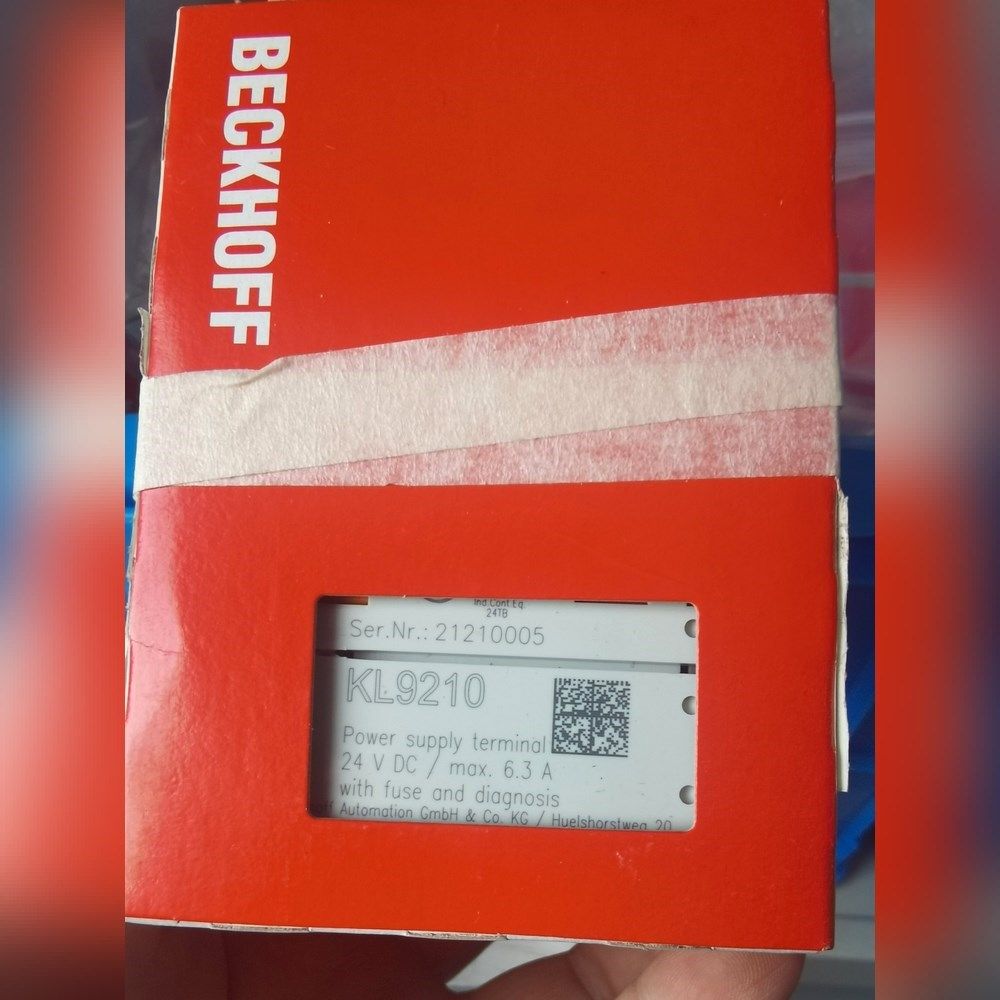 BECKHOFF
Ind.Cont.Eq.
24TB
Ser.Nr.: 21210005
KL9210
Power supply terminal
24 V DC / max. 6.3 A
with fuse and diagnosis
Automation GmbH & Co. KG / Huelshorstweg 20